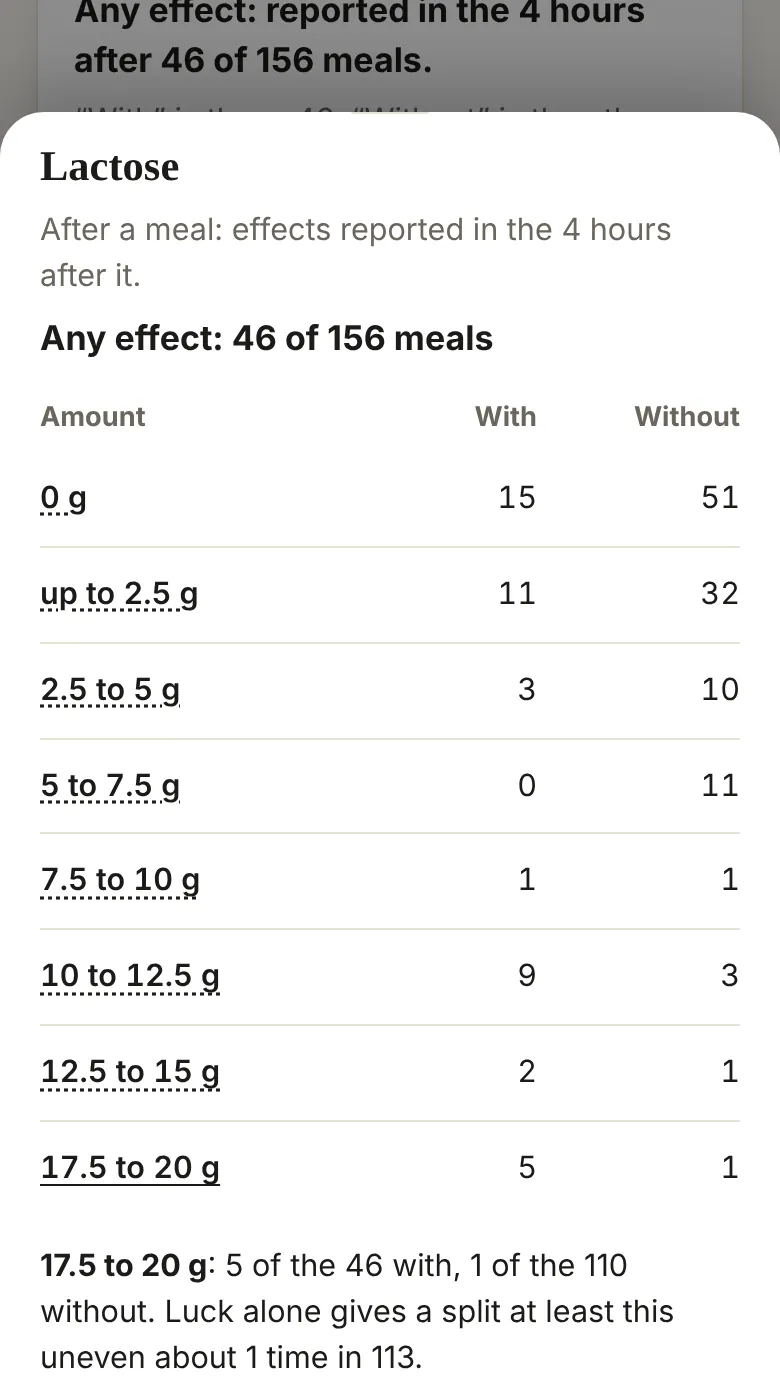 Any effect: reported in the 4 hours
after 46 of 156 meals.
Lactose
After a meal: effects reported in the 4 hours
after it.
Any effect: 46 of 156 meals
Amount With Without
0 g 15 51
up to 2.5 g 11 32
2.5 to 5 g 3 10
5 to 7.5 g 0 11
7.5 to 10 g 1 1
10 to 12.5 g 9 3
12.5 to 15 g 2 1
17.5 to 20 g 5 1
17.5 to 20 g: 5 of the 46 with, 1 of the 110
without. Luck alone gives a split at least this
uneven about 1 time in 113.